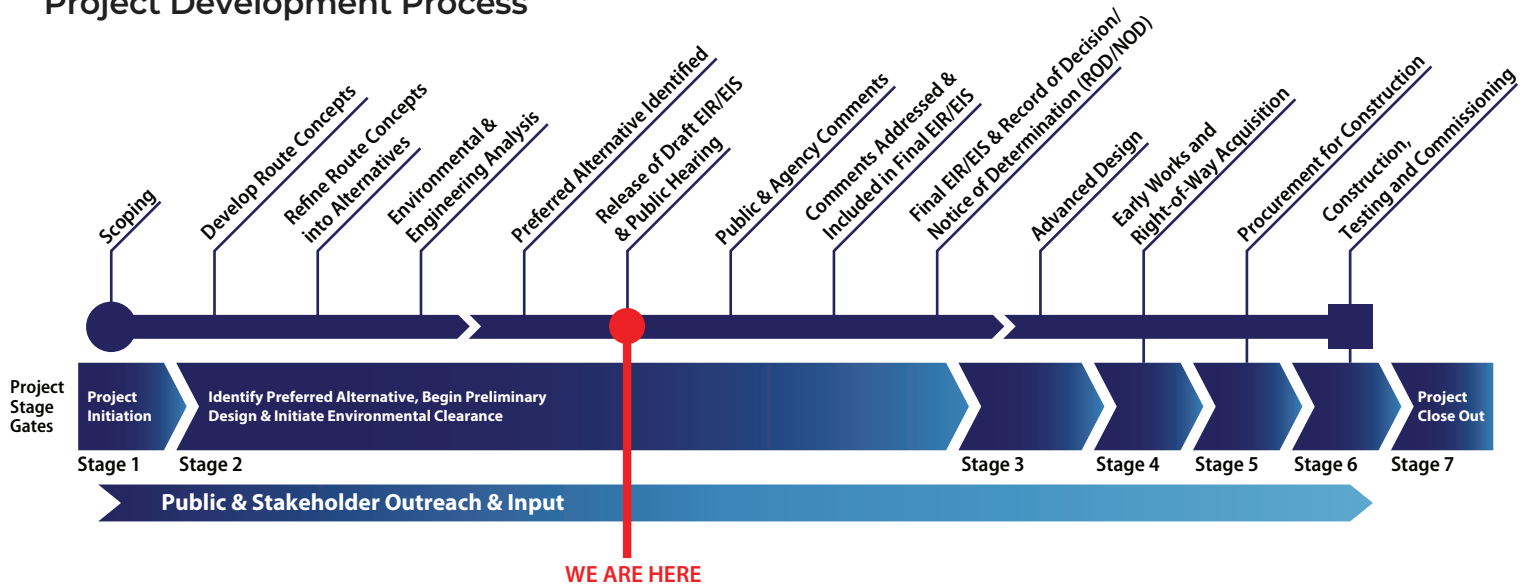 Project Development Process
Scoping
Develop Route Concepts
Refine Route Concepts
into Alternatives
Environmental &
Engineering Analysis
Preferred Alternative Identified
Release of Draft EIR/EIS
& Public Hearing
Public & Agency Comments
Comments Addressed &
Included in Final EIR/EIS
Final EIR/EIS & Record of Decision/
Notice of Determination (ROD/NOD)
Advanced Design
Early Works and
Right-of-Way Acquisition
Procurement for Construction
Construction,
Testing and Commissioning
Project
Stage
Gates
Project
Initiation
Identify Preferred Alternative, Begin Preliminary
Design & Initiate Environmental Clearance
Project
Close Out
Stage 1
Stage 2
Stage 3
Stage 4
Stage 5
Stage 6
Stage 7
Public & Stakeholder Outreach & Input
WE ARE HERE